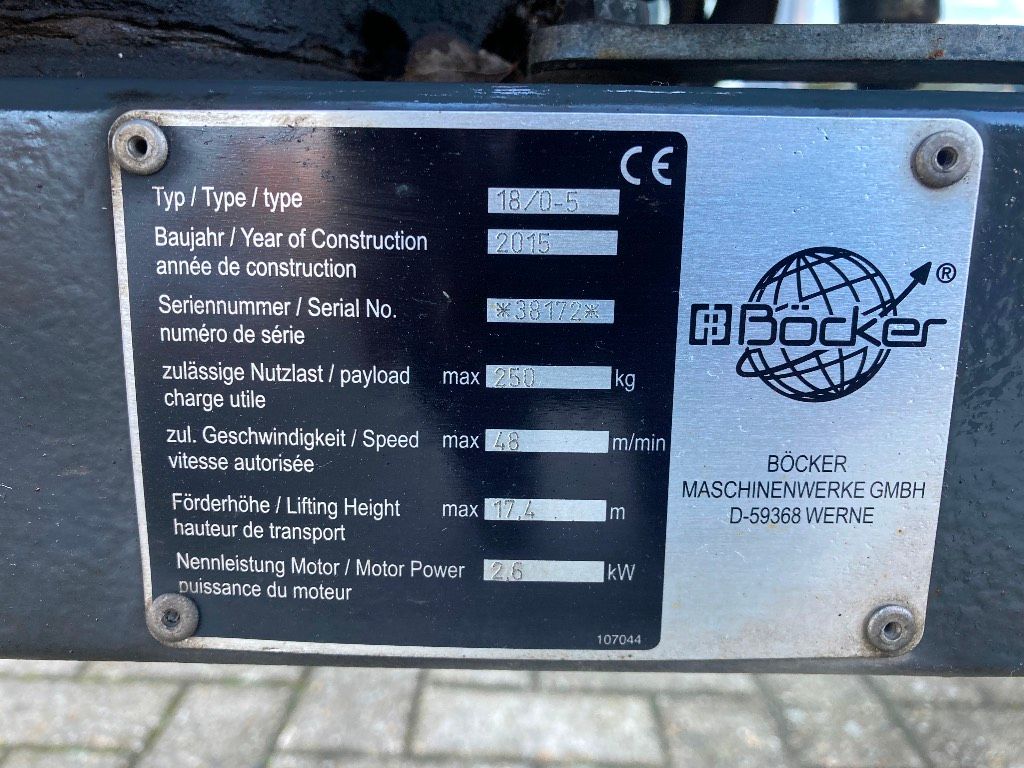 CE
Typ / Type / type 18/0-5
Baujahr / Year of Construction 2015
année de construction
Seriennummer / Serial No. *38172*
numéro de série
zulässige Nutzlast / payload max 250 kg
charge utile
zul. Geschwindigkeit / Speed max 48 m/min
vitesse autorisée
Förderhöhe / Lifting Height max 17,4 m
hauteur de transport
Nennleistung Motor / Motor Power 2,6 kW
puissance du moteur
107044
Böcker ®
BÖCKER
MASCHINENWERKE GMBH
D-59368 WERNE